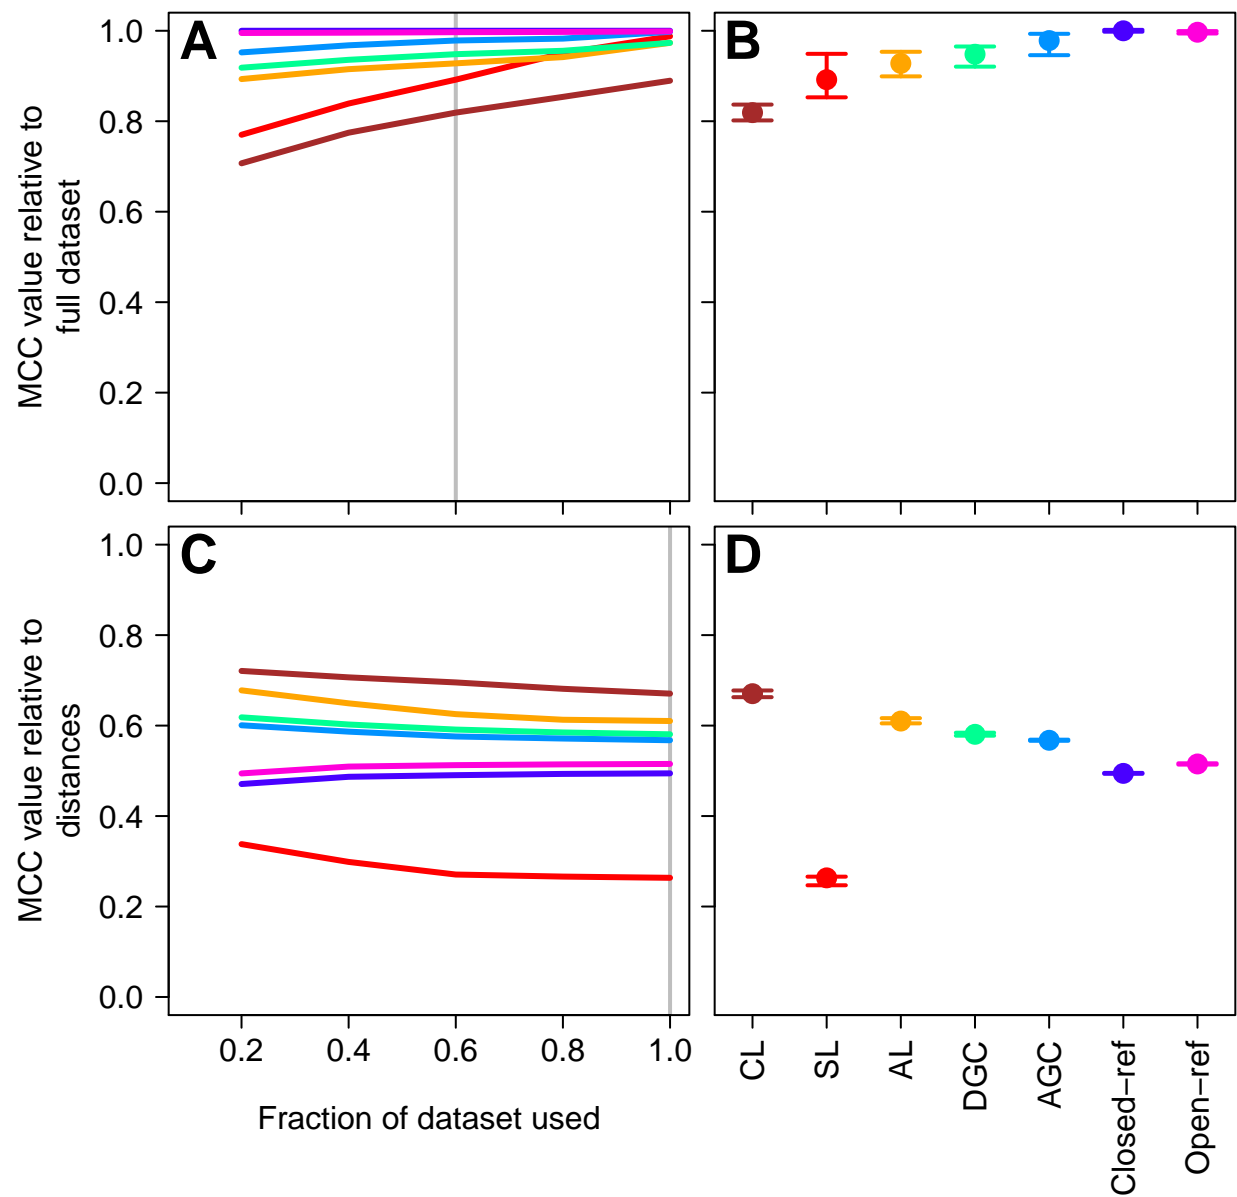 A
B
1.0
0.8
0.6
0.4
0.2
0.0
MCC value relative to
full dataset
C
D
1.0
0.8
0.6
0.4
0.2
0.0
MCC value relative to
distances
0.2 0.4 0.6 0.8 1.0
Fraction of dataset used
CL
SL
AL
DGC
AGC
Closed−ref
Open−ref